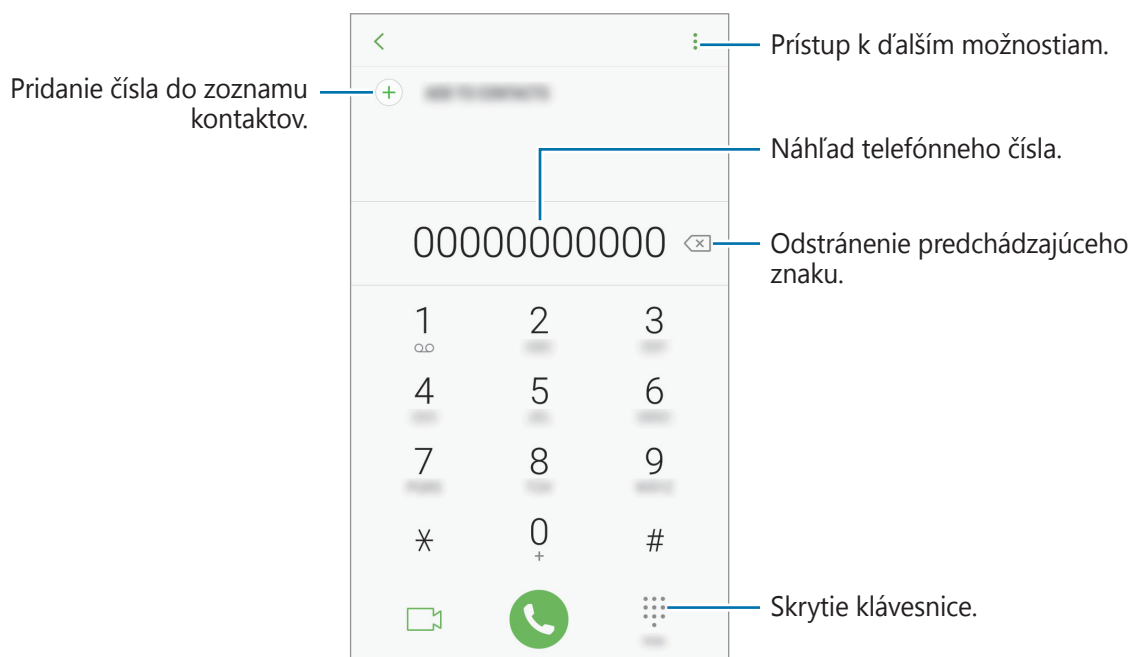 Prístup k ďalším možnostiam.
Pridanie čísla do zoznamu
kontaktov.
Náhľad telefónneho čísla.
00000000000
Odstránenie predchádzajúceho
znaku.
1 2 3
4 5 6
7 8 9
* 0 #
+
Skrytie klávesnice.